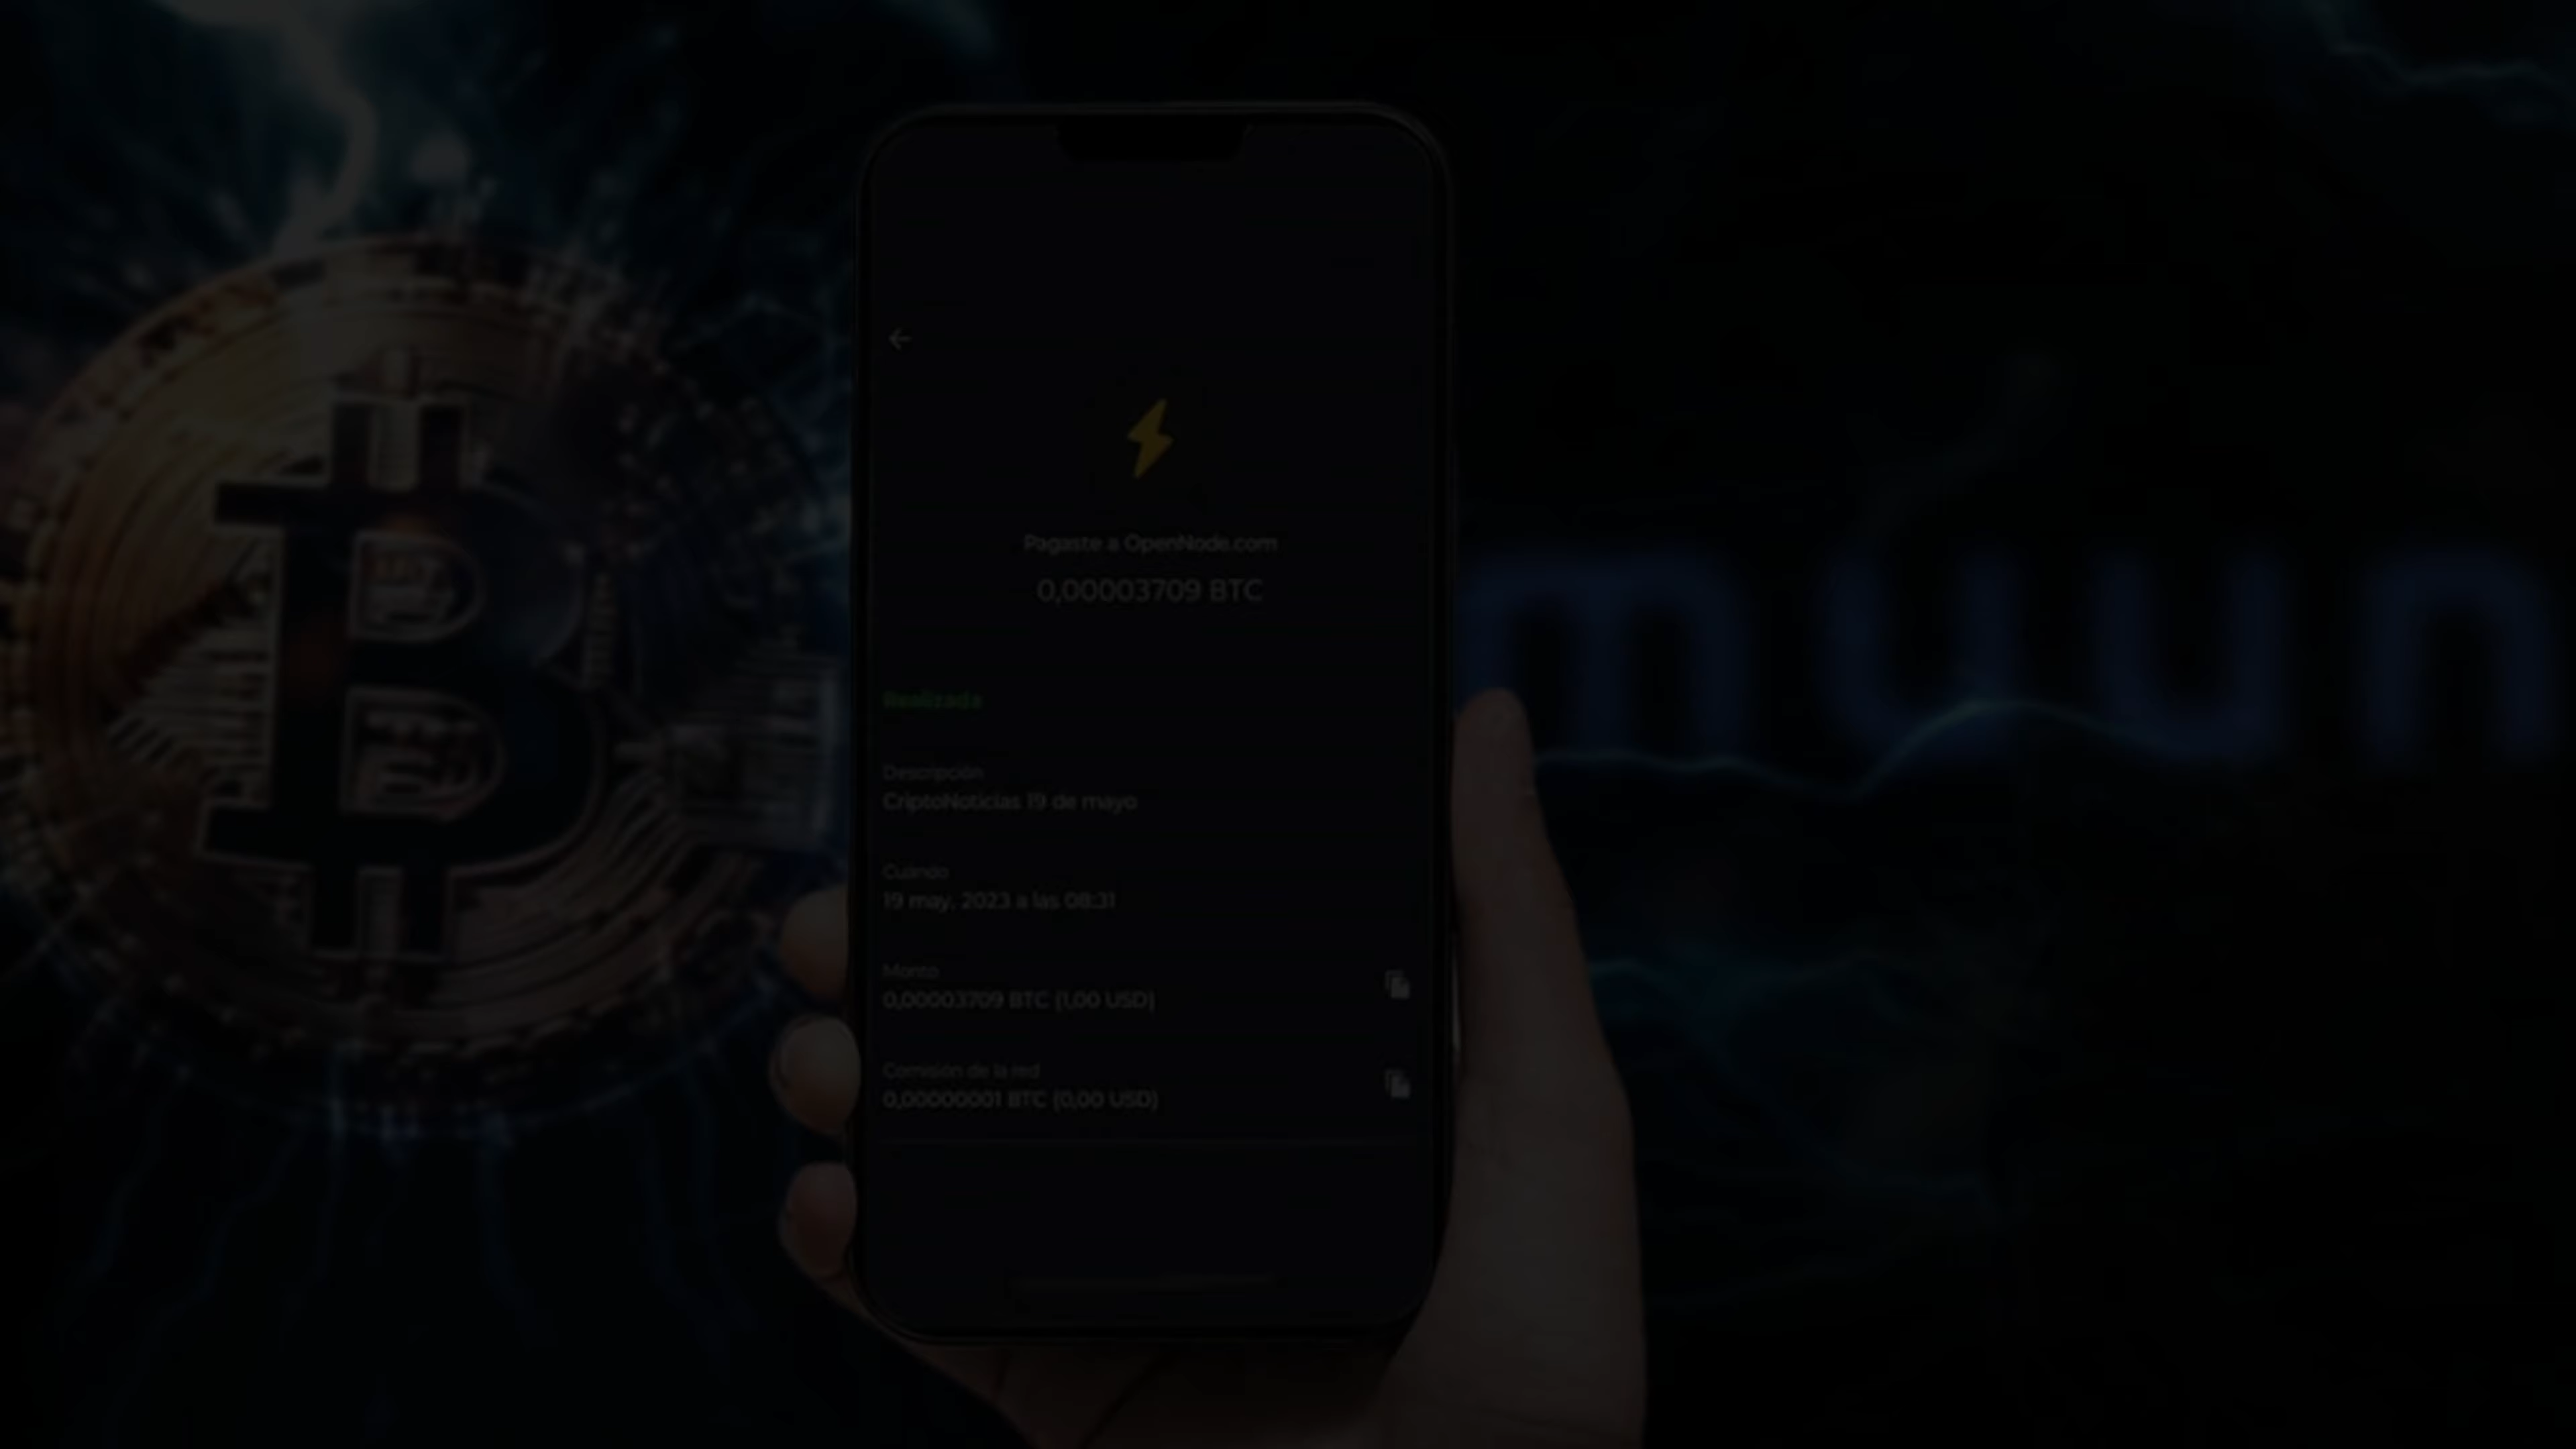 Pagaste a OpenNode.com
0,00003709 BTC
Realizada
Descripción
CriptoNoticias 19 de mayo
Cuándo
19 may, 2023 a las 08:31
Monto
0,00003709 BTC (1,00 USD)
Comisión de la red
0,00000001 BTC (0,00 USD)
muun